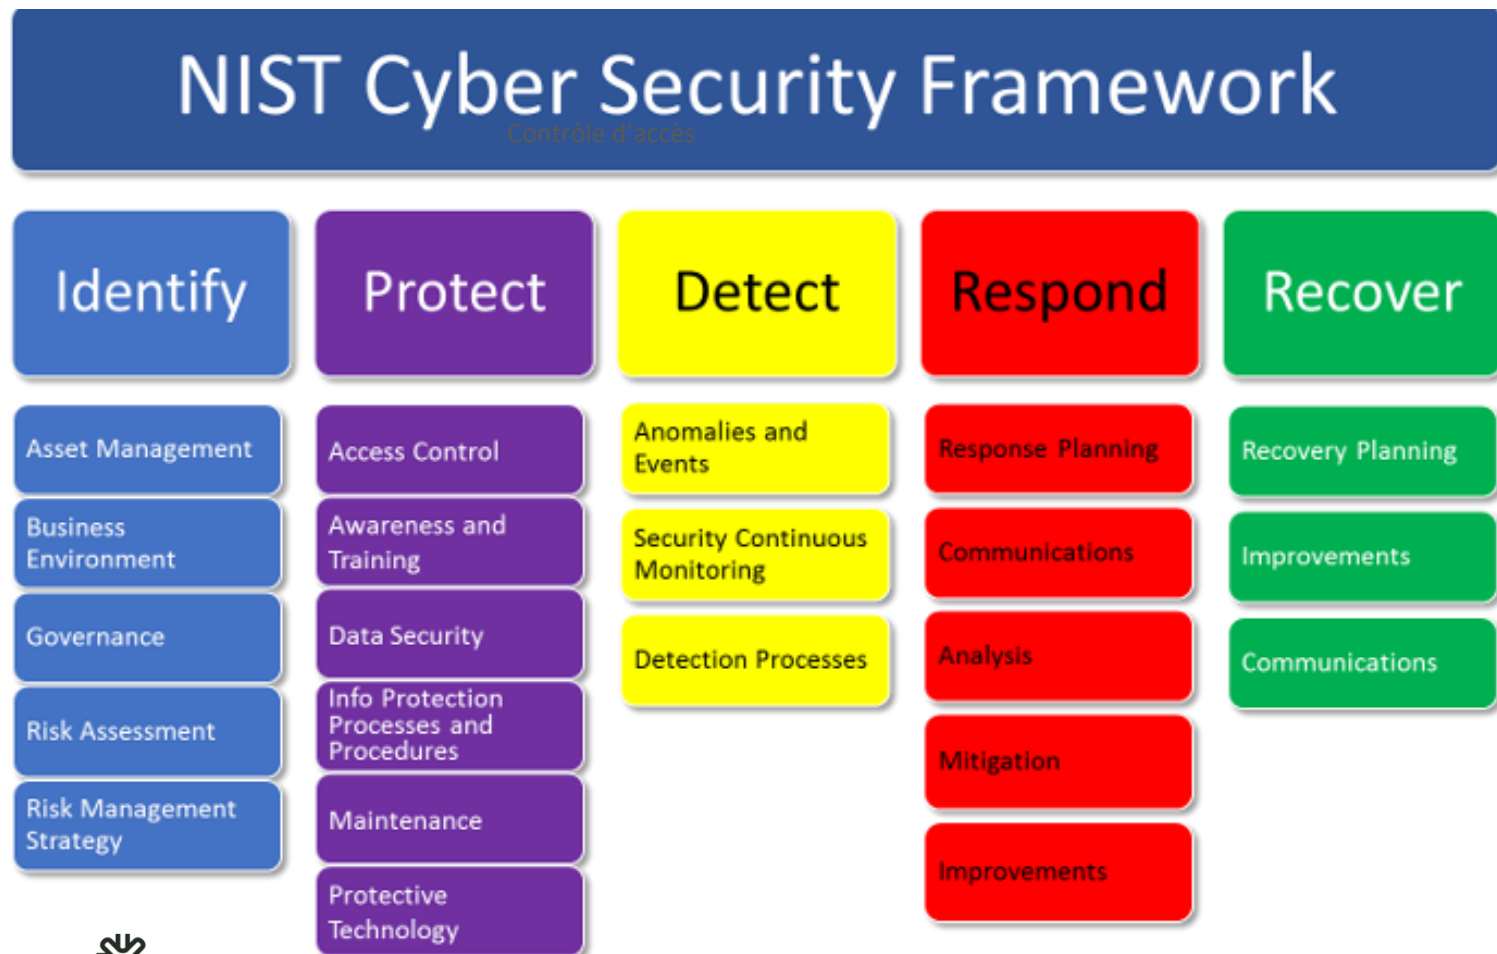 NIST Cyber Security Framework
Contrôle d'accès
Identify
Protect
Detect
Respond
Recover
Asset Management
Business
Environment
Governance
Risk Assessment
Risk Management
Strategy
Access Control
Awareness and
Training
Data Security
Info Protection
Processes and
Procedures
Maintenance
Protective
Technology
Anomalies and
Events
Security Continuous
Monitoring
Detection Processes
Response Planning
Communications
Analysis
Mitigation
Improvements
Recovery Planning
Improvements
Communications